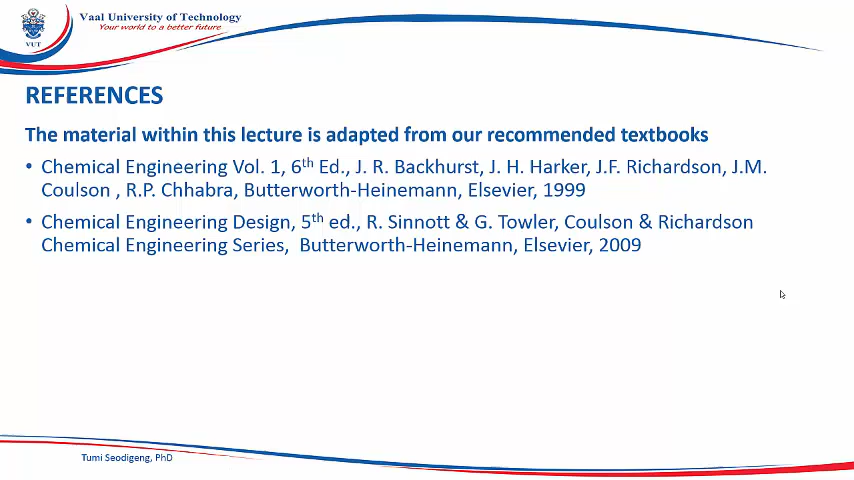 Vaal University of Technology
Your world to a better future
VUT
REFERENCES
The material within this lecture is adapted from our recommended textbooks
• Chemical Engineering Vol. 1, 6th Ed., J. R. Backhurst, J. H. Harker, J.F. Richardson, J.M.
Coulson , R.P. Chhabra, Butterworth-Heinemann, Elsevier, 1999
• Chemical Engineering Design, 5th ed., R. Sinnott & G. Towler, Coulson & Richardson
Chemical Engineering Series, Butterworth-Heinemann, Elsevier, 2009
Tumi Seodigeng, PhD